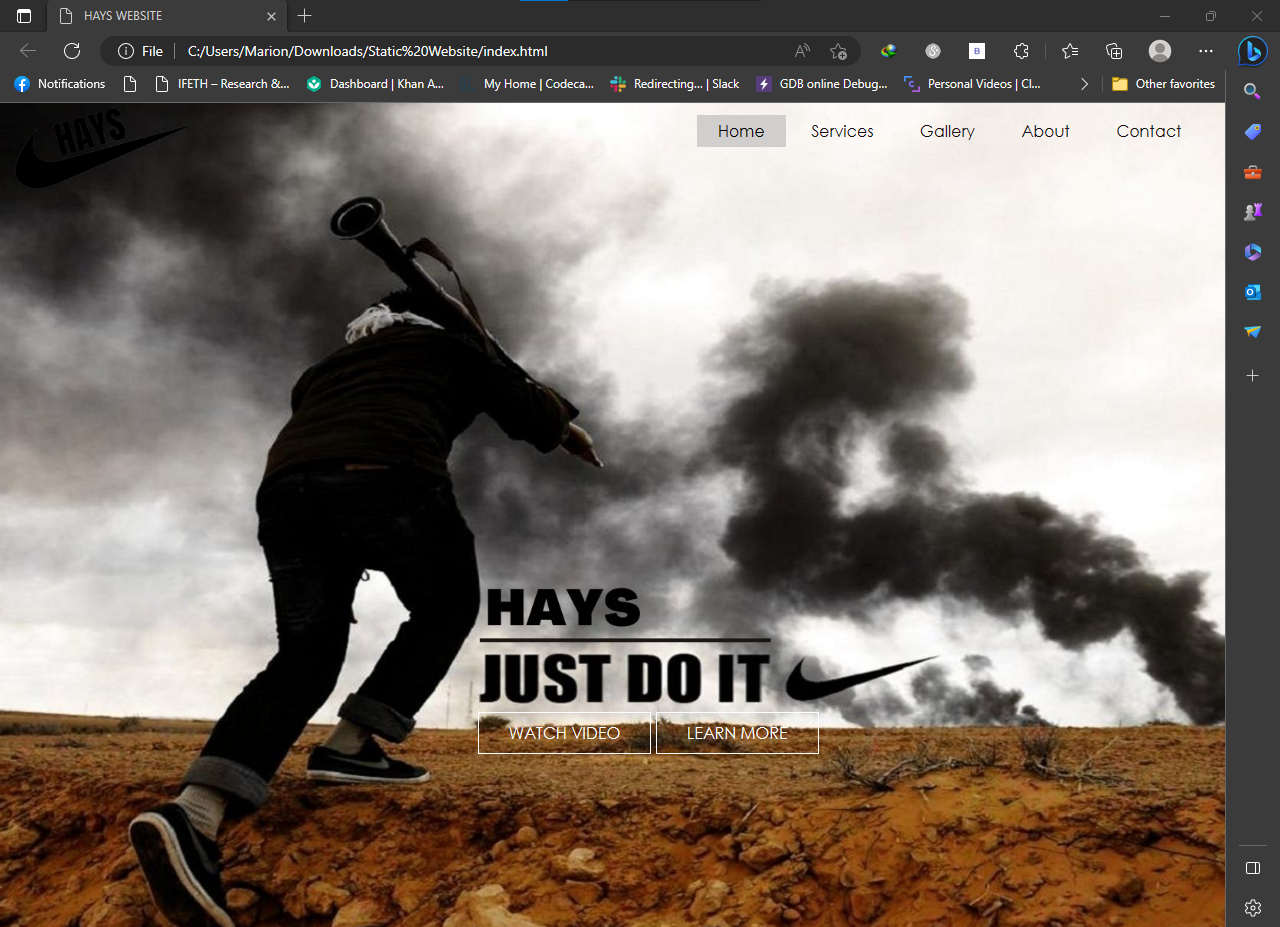 HAYS WEBSITE
File C:/Users/Marion/Downloads/Static%20Website/index.html
Notifications IFETH – Research &... Dashboard | Khan A... My Home | Codeca... Redirecting... | Slack GDB online Debug... Personal Videos | Cl... Other favorites
HAYS
Home Services Gallery About Contact
HAYS
JUST DO IT
WATCH VIDEO LEARN MORE